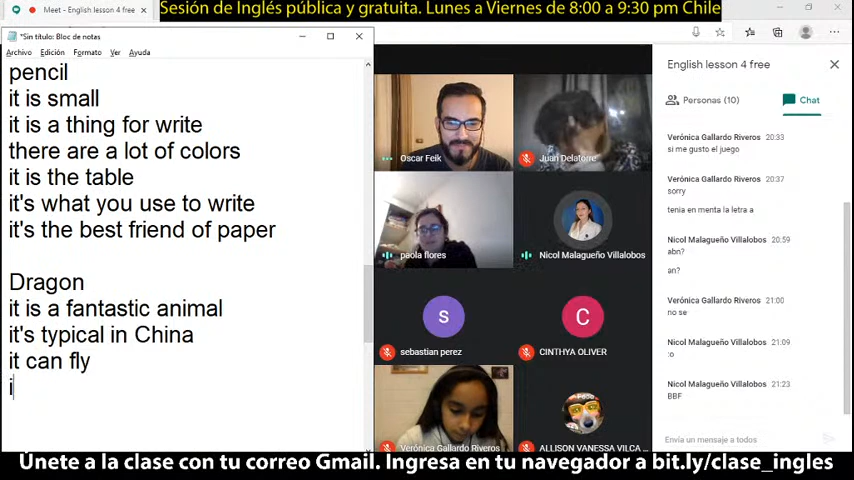 Meet - English lesson 4 free
Sesión de Inglés pública y gratuita. Lunes a Viernes de 8:00 a 9:30 pm Chile
*Sin título: Bloc de notas
Archivo Edición Formato Ver Ayuda
pencil
it is small
it is a thing for write
there are a lot of colors
it is the table
it's what you use to write
it's the best friend of paper
Dragon
it is a fantastic animal
it's typical in China
it can fly
i
Oscar Feik
Juan Delatorre
paola flores
Nicol Malagueño Villalobos
s
sebastian perez
C
CINTHYA OLIVER
Verónica Gallardo Riveros
ALLISON VANESSA VILCA
English lesson 4 free
Personas (10)
Chat
Verónica Gallardo Riveros 20:33
si me gusto el juego
Verónica Gallardo Riveros 20:37
sorry
tenia en menta la letra a
Nicol Malagueño Villalobos 20:59
abn?
an?
Verónica Gallardo Riveros 21:00
no se
Nicol Malagueño Villalobos 21:09
:o
Nicol Malagueño Villalobos 21:23
BBF
Envía un mensaje a todos
Únete a la clase con tu correo Gmail. Ingresa en tu navegador a bit.ly/clase_ingles